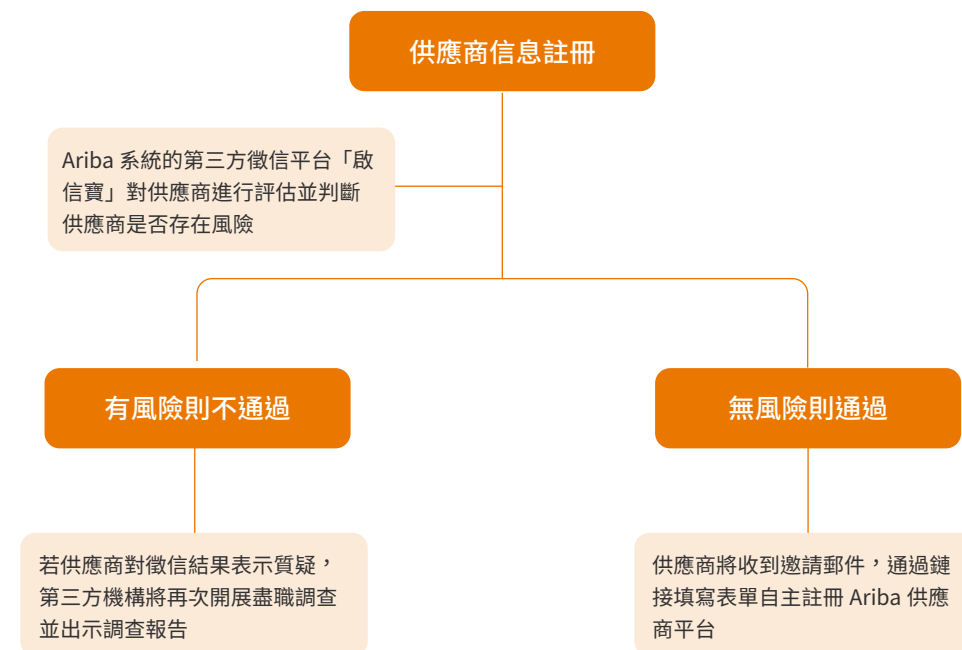 供應商信息註冊
Ariba 系統的第三方徵信平台「啟
信寶」對供應商進行評估並判斷
供應商是否存在風險
有風險則不通過
無風險則通過
若供應商對徵信結果表示質疑，
第三方機構將再次開展盡職調查
並出示調查報告
供應商將收到邀請郵件，通過鏈
接填寫表單自主註冊 Ariba 供應
商平台